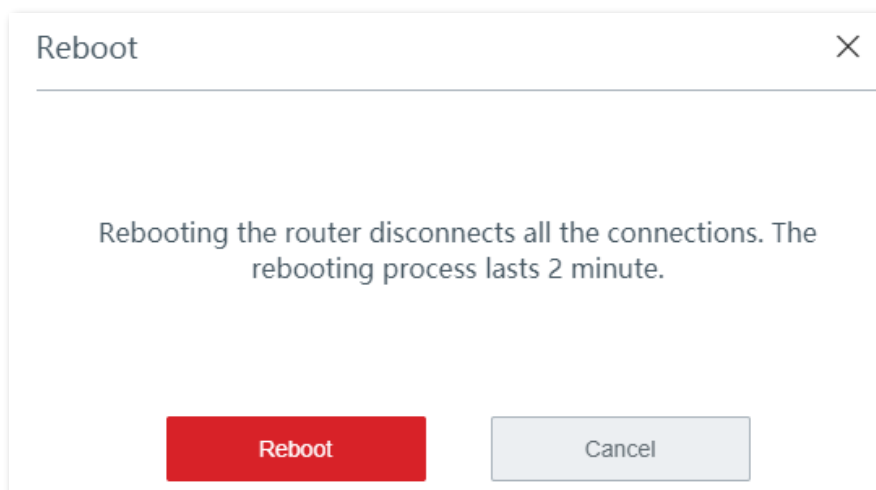 Reboot
Rebooting the router disconnects all the connections. The
rebooting process lasts 2 minute.
Reboot
Cancel